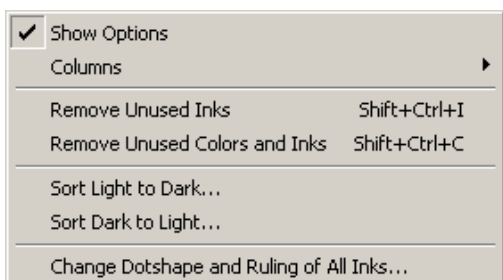 Show Options
Columns
Remove Unused Inks Shift+Ctrl+I
Remove Unused Colors and Inks Shift+Ctrl+C
Sort Light to Dark...
Sort Dark to Light...
Change Dotshape and Ruling of All Inks...